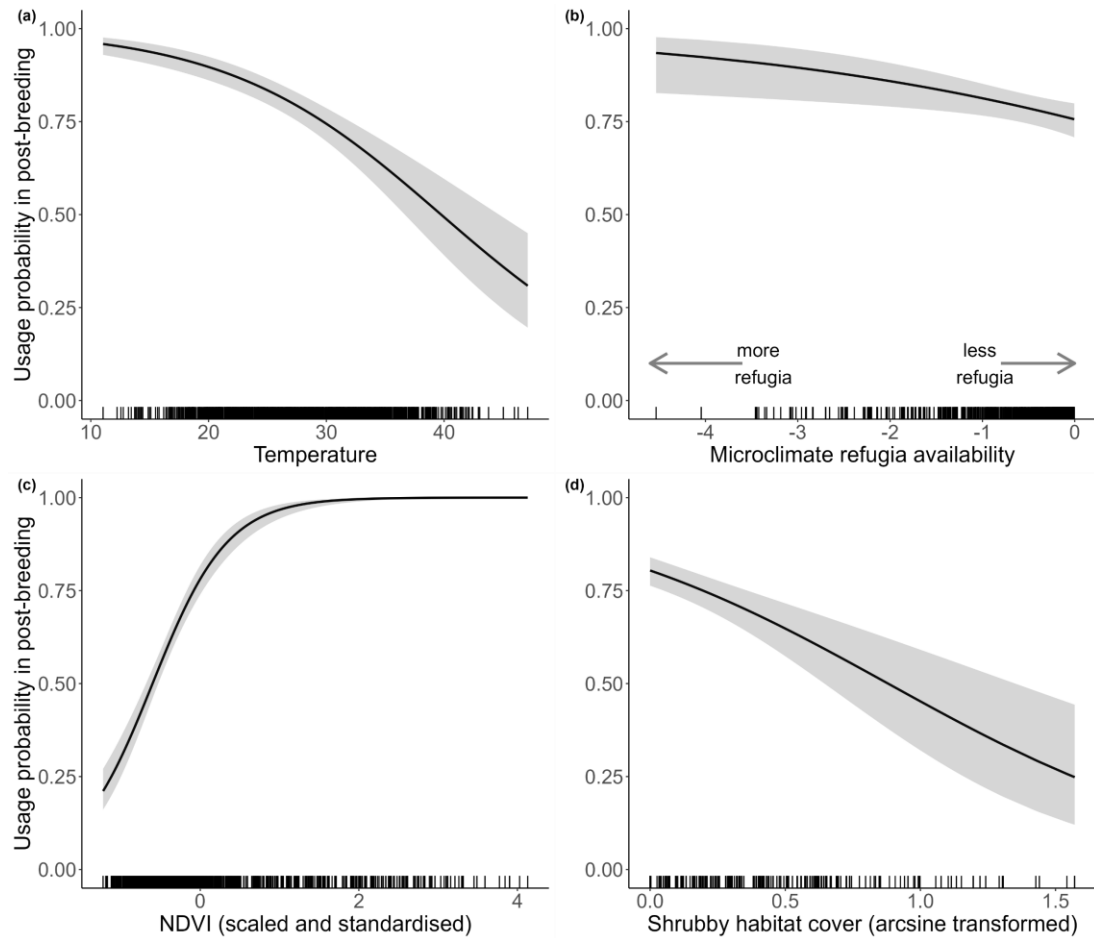 (a)
Usage probability in post-breeding
1.00
0.75
0.50
0.25
0.00
10
20
30
40
Temperature
(b)
1.00
0.75
0.50
0.25
0.00
more
refugia
less
refugia
-4
-3
-2
-1
0
Microclimate refugia availability
(c)
Usage probability in post-breeding
1.00
0.75
0.50
0.25
0.00
0
2
4
NDVI (scaled and standardised)
(d)
1.00
0.75
0.50
0.25
0.00
0.0
0.5
1.0
1.5
Shrubby habitat cover (arcsine transformed)